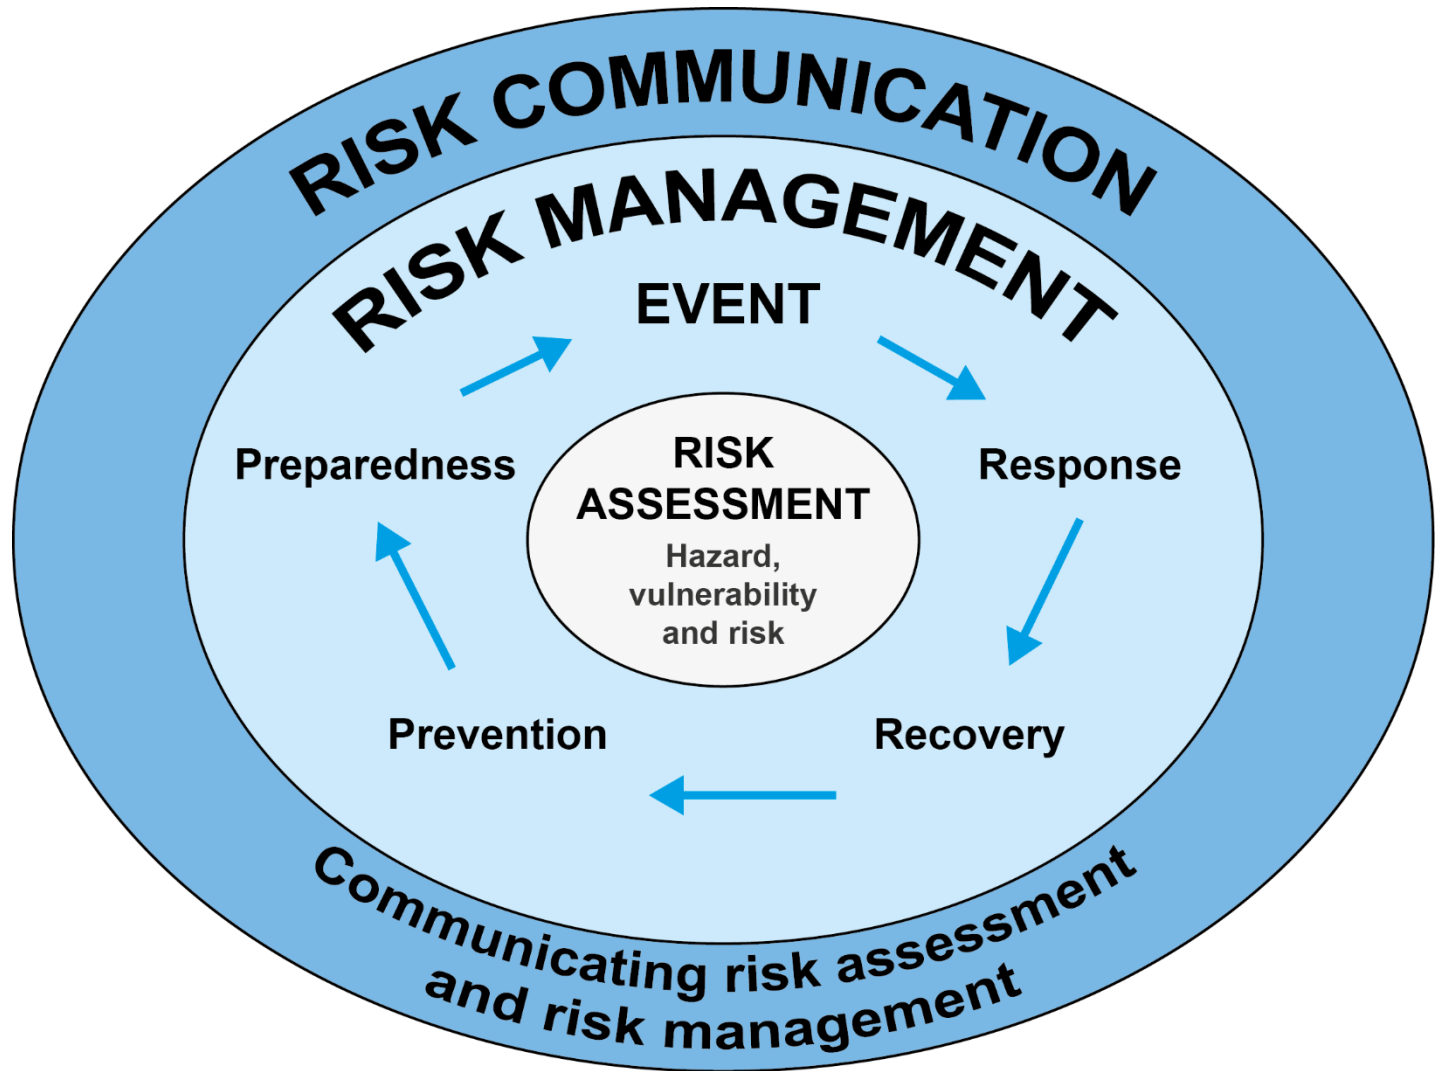 RISK COMMUNICATION
RISK MANAGEMENT
EVENT
Preparedness
RISK
ASSESSMENT
Hazard,
vulnerability
and risk
Response
Prevention
Recovery
Communicating risk assessment
and risk management